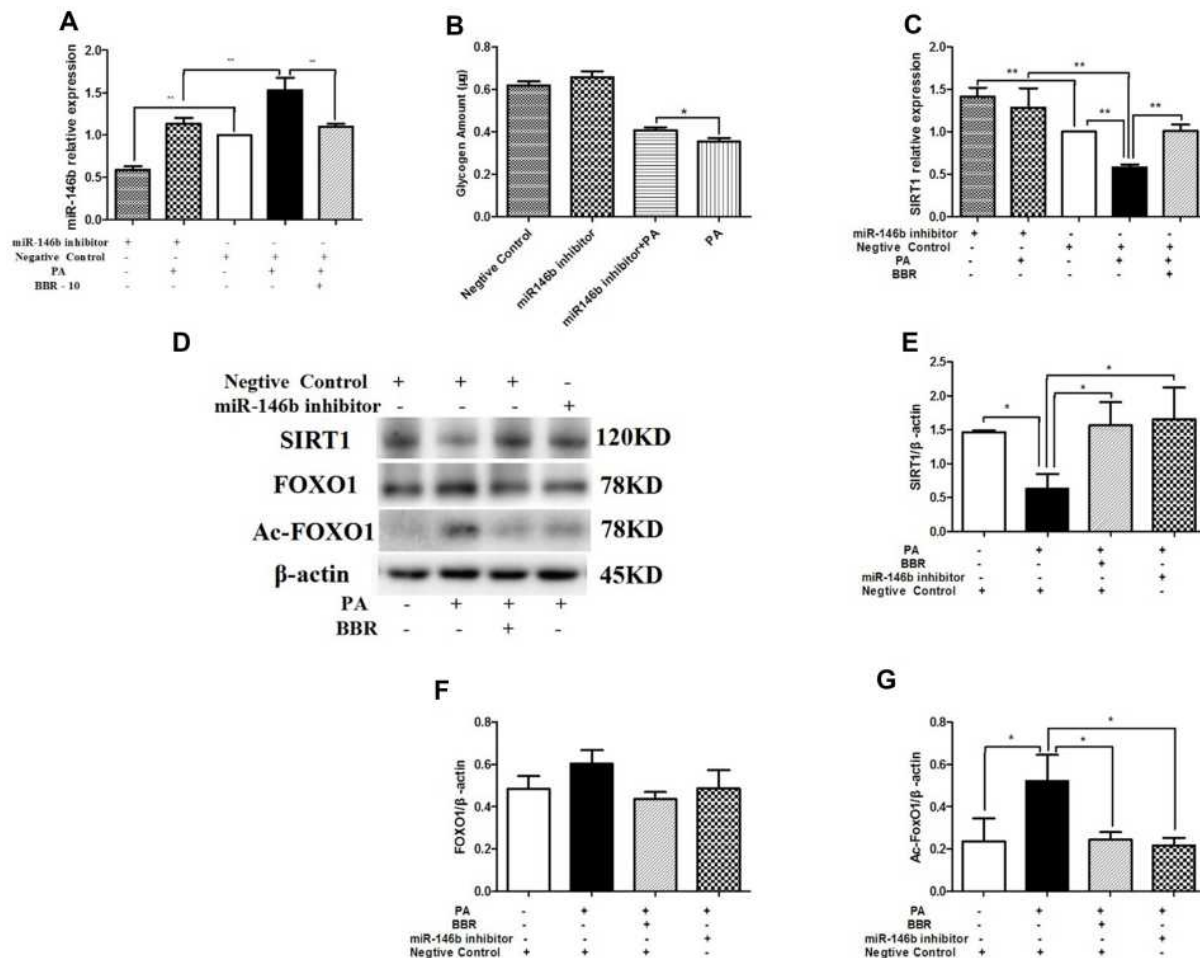 A
miR-146b relative expression
2.0
1.5
1.0
0.5
0.0
** ** **
miR-146b inhibitor + + - - -
Negative Control - - + + +
PA - + - + +
BBR - 10 - - - - +
B
Glycogen Amount (μg)
0.8
0.6
0.4
0.2
0.0
*
Negtive Control
miR146b inhibitor
miR146b inhibitor+PA
PA
C
SIRT1 relative expression
2.0
1.5
1.0
0.5
0.0
** ** ** **
miR-146b inhibitor + + - - -
Negtive Control - - + + +
PA - + - + +
BBR - - - - +
D
Negtive Control + + + -
miR-146b inhibitor - - - +
SIRT1 120KD
FOXO1 78KD
Ac-FOXO1 78KD
β-actin 45KD
PA - + + +
BBR - - + -
E
SIRT1/β -actin
2.5
2.0
1.5
1.0
0.5
0.0
* * *
PA - + + +
BBR - - + -
miR-146b inhibitor - - - +
Negtive Control + + + -
F
FOXO1/β -actin
0.8
0.6
0.4
0.2
0.0
PA - + + +
BBR - - + -
miR-146b inhibitor - - - +
Negtive Control + + + -
G
Ac-FoxO1/β -actin
0.8
0.6
0.4
0.2
0.0
* * *
PA - + + +
BBR - - + -
miR-146b inhibitor - - - +
Negtive Control + + + -